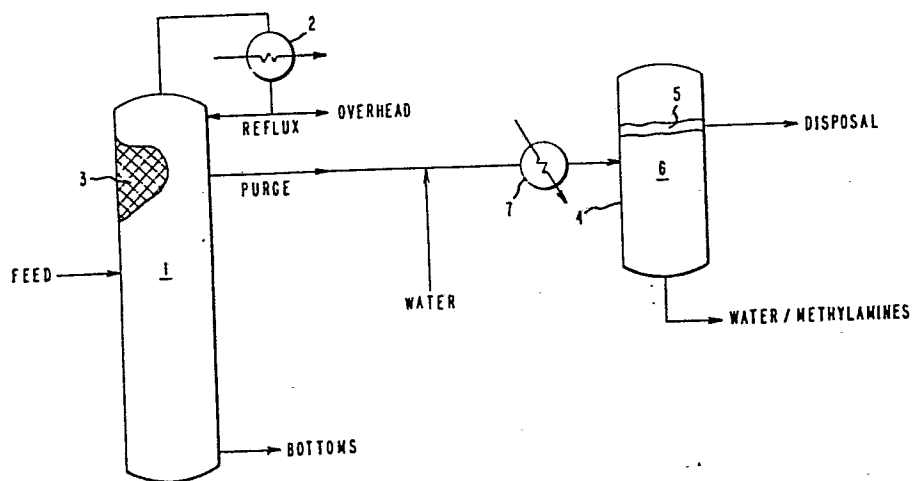 2
OVERHEAD
REFLUX
5
DISPOSAL
3
PURGE
7
4
6
FEED
1
WATER
WATER / METHYLAMINES
BOTTOMS